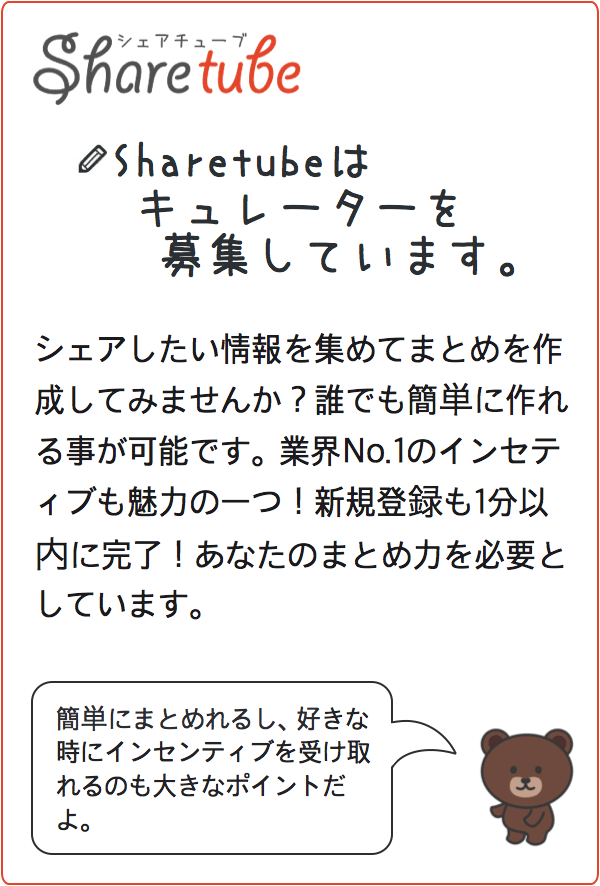 シェアチューブ
Sharetube
Sharetubeは
キュレーターを
募集しています。
シェアしたい情報を集めてまとめを作
成してみませんか？誰でも簡単に作れ
る事が可能です。業界No.1のインセテ
ィブも魅力の一つ！新規登録も1分以
内に完了！あなたのまとめ力を必要と
しています。
簡単にまとめれるし、好きな
時にインセンティブを受け取
れるのも大きなポイントだ
よ。